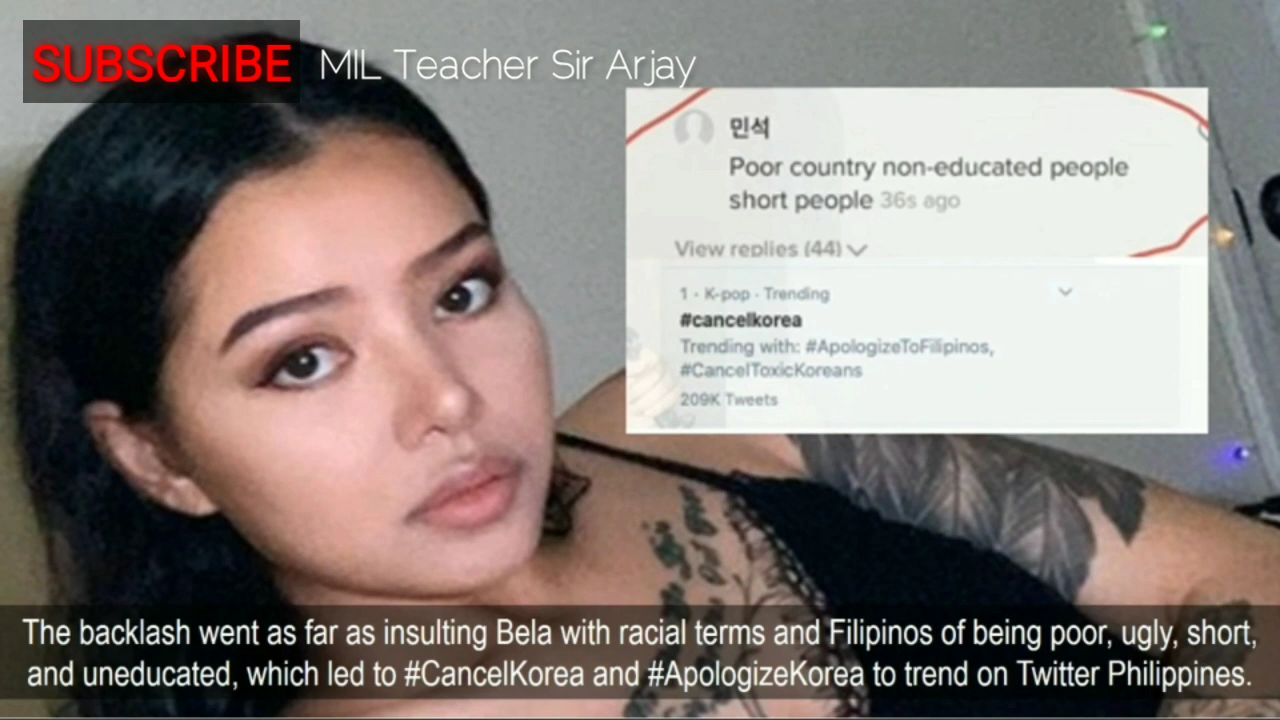 SUBSCRIBE MIL Teacher Sir Arjay
민석
Poor country non-educated people
short people 36s ago
View replies (44)
1 · K-pop · Trending
#cancelkorea
Trending with: #ApologizeToFilipinos,
#CancelToxicKoreans
209K Tweets
The backlash went as far as insulting Bela with racial terms and Filipinos of being poor, ugly, short,
and uneducated, which led to #CancelKorea and #ApologizeKorea to trend on Twitter Philippines.